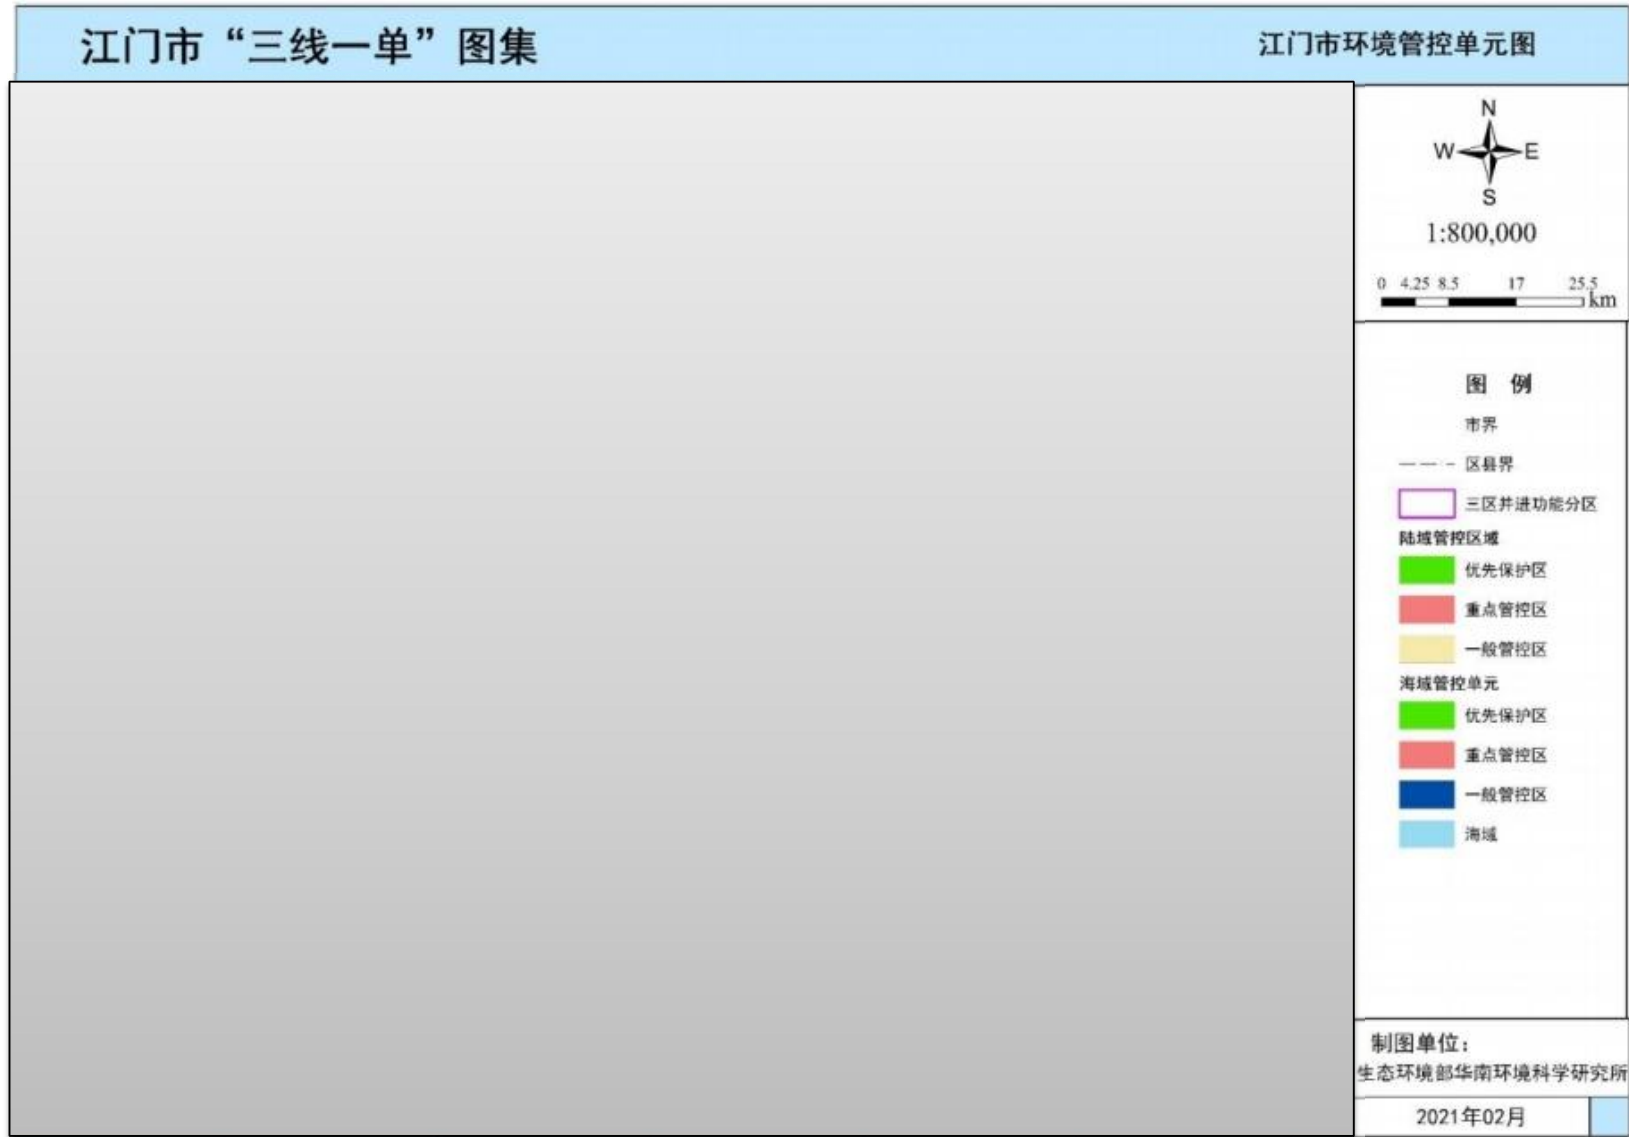 江门市“三线一单”图集
江门市环境管控单元图
N
W E
S
1:800,000
0 4.25 8.5 17 25.5
km
图 例
市界
区县界
三区并进功能分区
陆域管控区域
优先保护区
重点管控区
一般管控区
海域管控单元
优先保护区
重点管控区
一般管控区
海域
制图单位：
生态环境部华南环境科学研究所
2021年02月